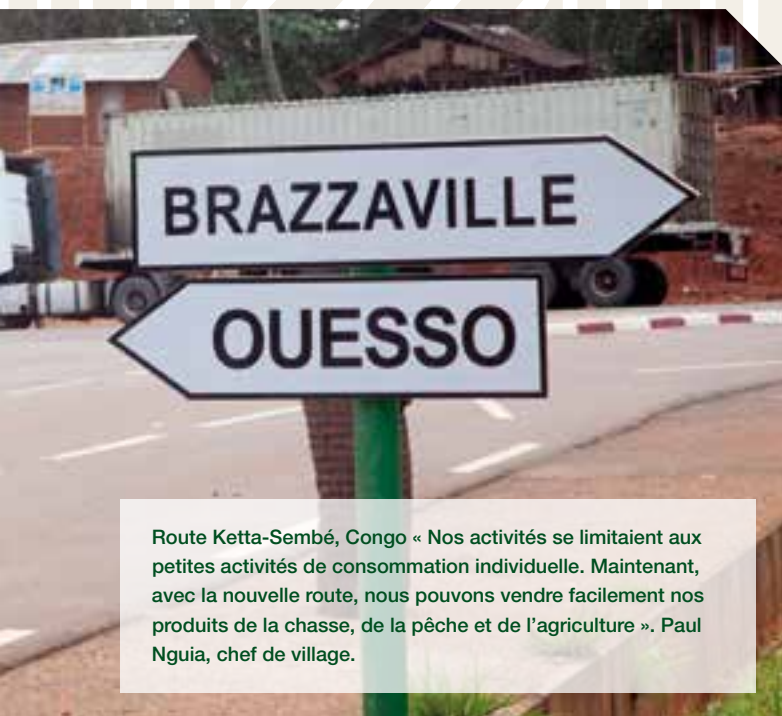 BRAZZAVILLE
OUESSO
Route Ketta-Sembé, Congo « Nos activités se limitaient aux
petites activités de consommation individuelle. Maintenant,
avec la nouvelle route, nous pouvons vendre facilement nos
produits de la chasse, de la pêche et de l’agriculture ». Paul
Nguia, chef de village.